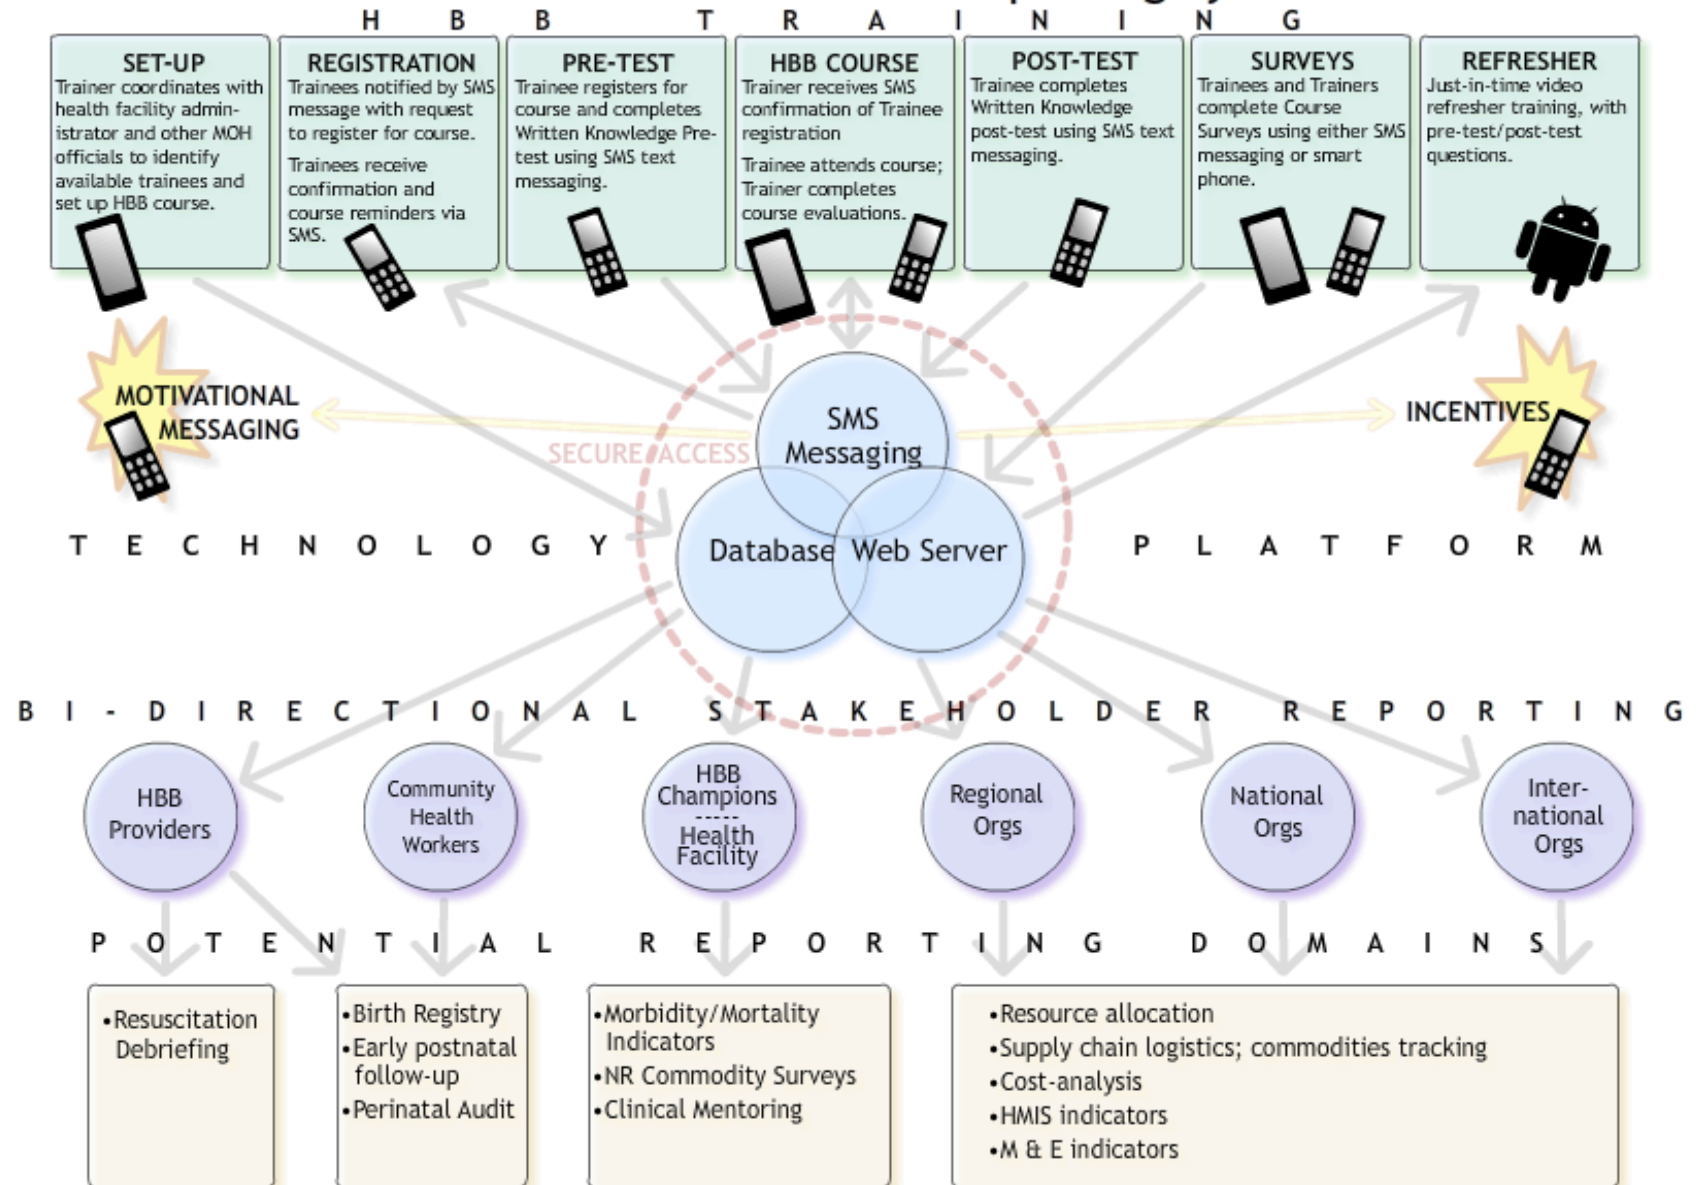 H B B T R A I N I N G
SET-UP
Trainer coordinates with
health facility admin-
istrator and other MOH
officials to identify
available trainees and
set up HBB course.
REGISTRATION
Trainees notified by SMS
message with request
to register for course.
Trainees receive
confirmation and
course reminders via
SMS.
PRE-TEST
Trainee registers for
course and completes
Written Knowledge Pre-
test using SMS text
messaging.
HBB COURSE
Trainer receives SMS
confirmation of Trainee
registration
Trainee attends course;
Trainer completes
course evaluations.
POST-TEST
Trainee completes
Written Knowledge
post-test using SMS text
messaging.
SURVEYS
Trainees and Trainers
complete Course
Surveys using either SMS
messaging or smart
phone.
REFRESHER
Just-in-time video
refresher training, with
pre-test/post-test
questions.
MOTIVATIONAL
MESSAGING
SECURE ACCESS
SMS
Messaging
INCENTIVES
Database
Web Server
T E C H N O L O G Y P L A T F O R M
B I - D I R E C T I O N A L S T A K E H O L D E R R E P O R T I N G
HBB
Providers
Community
Health
Workers
HBB
Champions
-----
Health
Facility
Regional
Orgs
National
Orgs
Inter-
national
Orgs
P O T E N T I A L R E P O R T I N G D O M A I N S
•Resuscitation
Debriefing
•Birth Registry
•Early postnatal
follow-up
•Perinatal Audit
•Morbidity/Mortality
Indicators
•NR Commodity Surveys
•Clinical Mentoring
•Resource allocation
•Supply chain logistics; commodities tracking
•Cost-analysis
•HMIS indicators
•M & E indicators